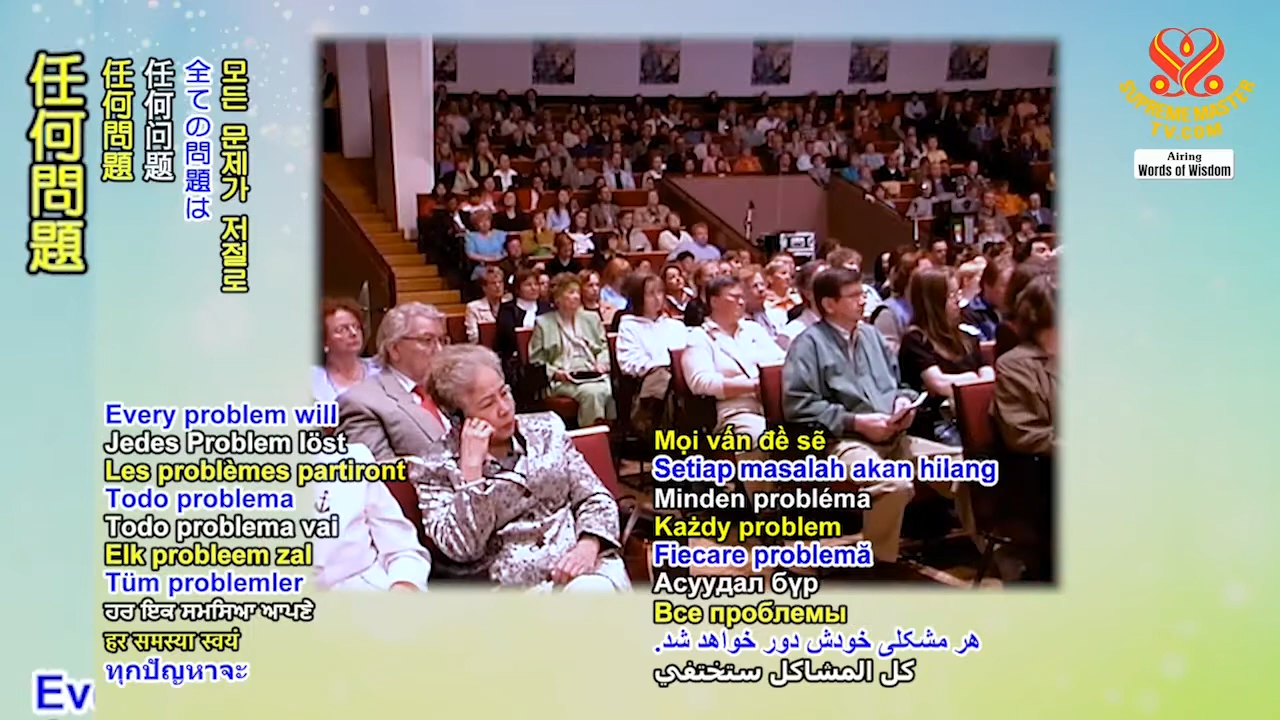 任何問題
任何問題
任何问题
全ての問題は
모든 문제가 저절로
SUPREME MASTER
TV.COM
Airing
Words of Wisdom
Every problem will
Jedes Problem löst
Les problèmes partiront
Todo problema
Todo problema vai
Elk probleem zal
Tüm problemler
ਹਰ ਇਕ ਸਮਸਿਆ ਆਪਣੇ
हर समस्या स्वयं
ทุกปัญหาจะ
Mọi vấn đề sẽ
Setiap masalah akan hilang
Minden probléma
Każdy problem
Fiecare problemă
Асуудал бүр
Все проблемы
هر مشکلی خودش دور خواهد شد.
كل المشاكل ستختفي
Ev